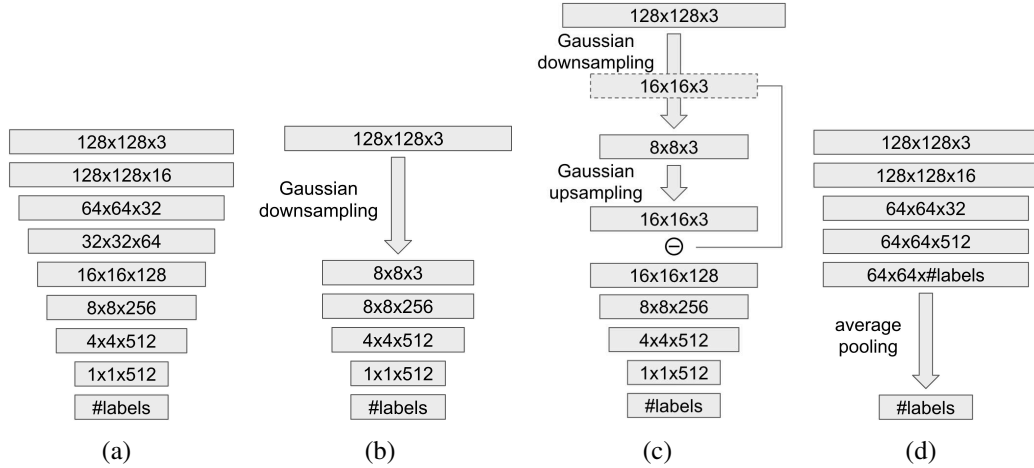 128x128x3
128x128x16
64x64x32
32x32x64
16x16x128
8x8x256
4x4x512
1x1x512
#labels
(a)
128x128x3
Gaussian
downsampling
8x8x3
8x8x256
4x4x512
1x1x512
#labels
(b)
128x128x3
Gaussian
downsampling
16x16x3
8x8x3
Gaussian
upsampling
16x16x3
16x16x128
8x8x256
4x4x512
1x1x512
#labels
(c)
128x128x3
128x128x16
64x64x32
64x64x512
64x64x#labels
average
pooling
#labels
(d)